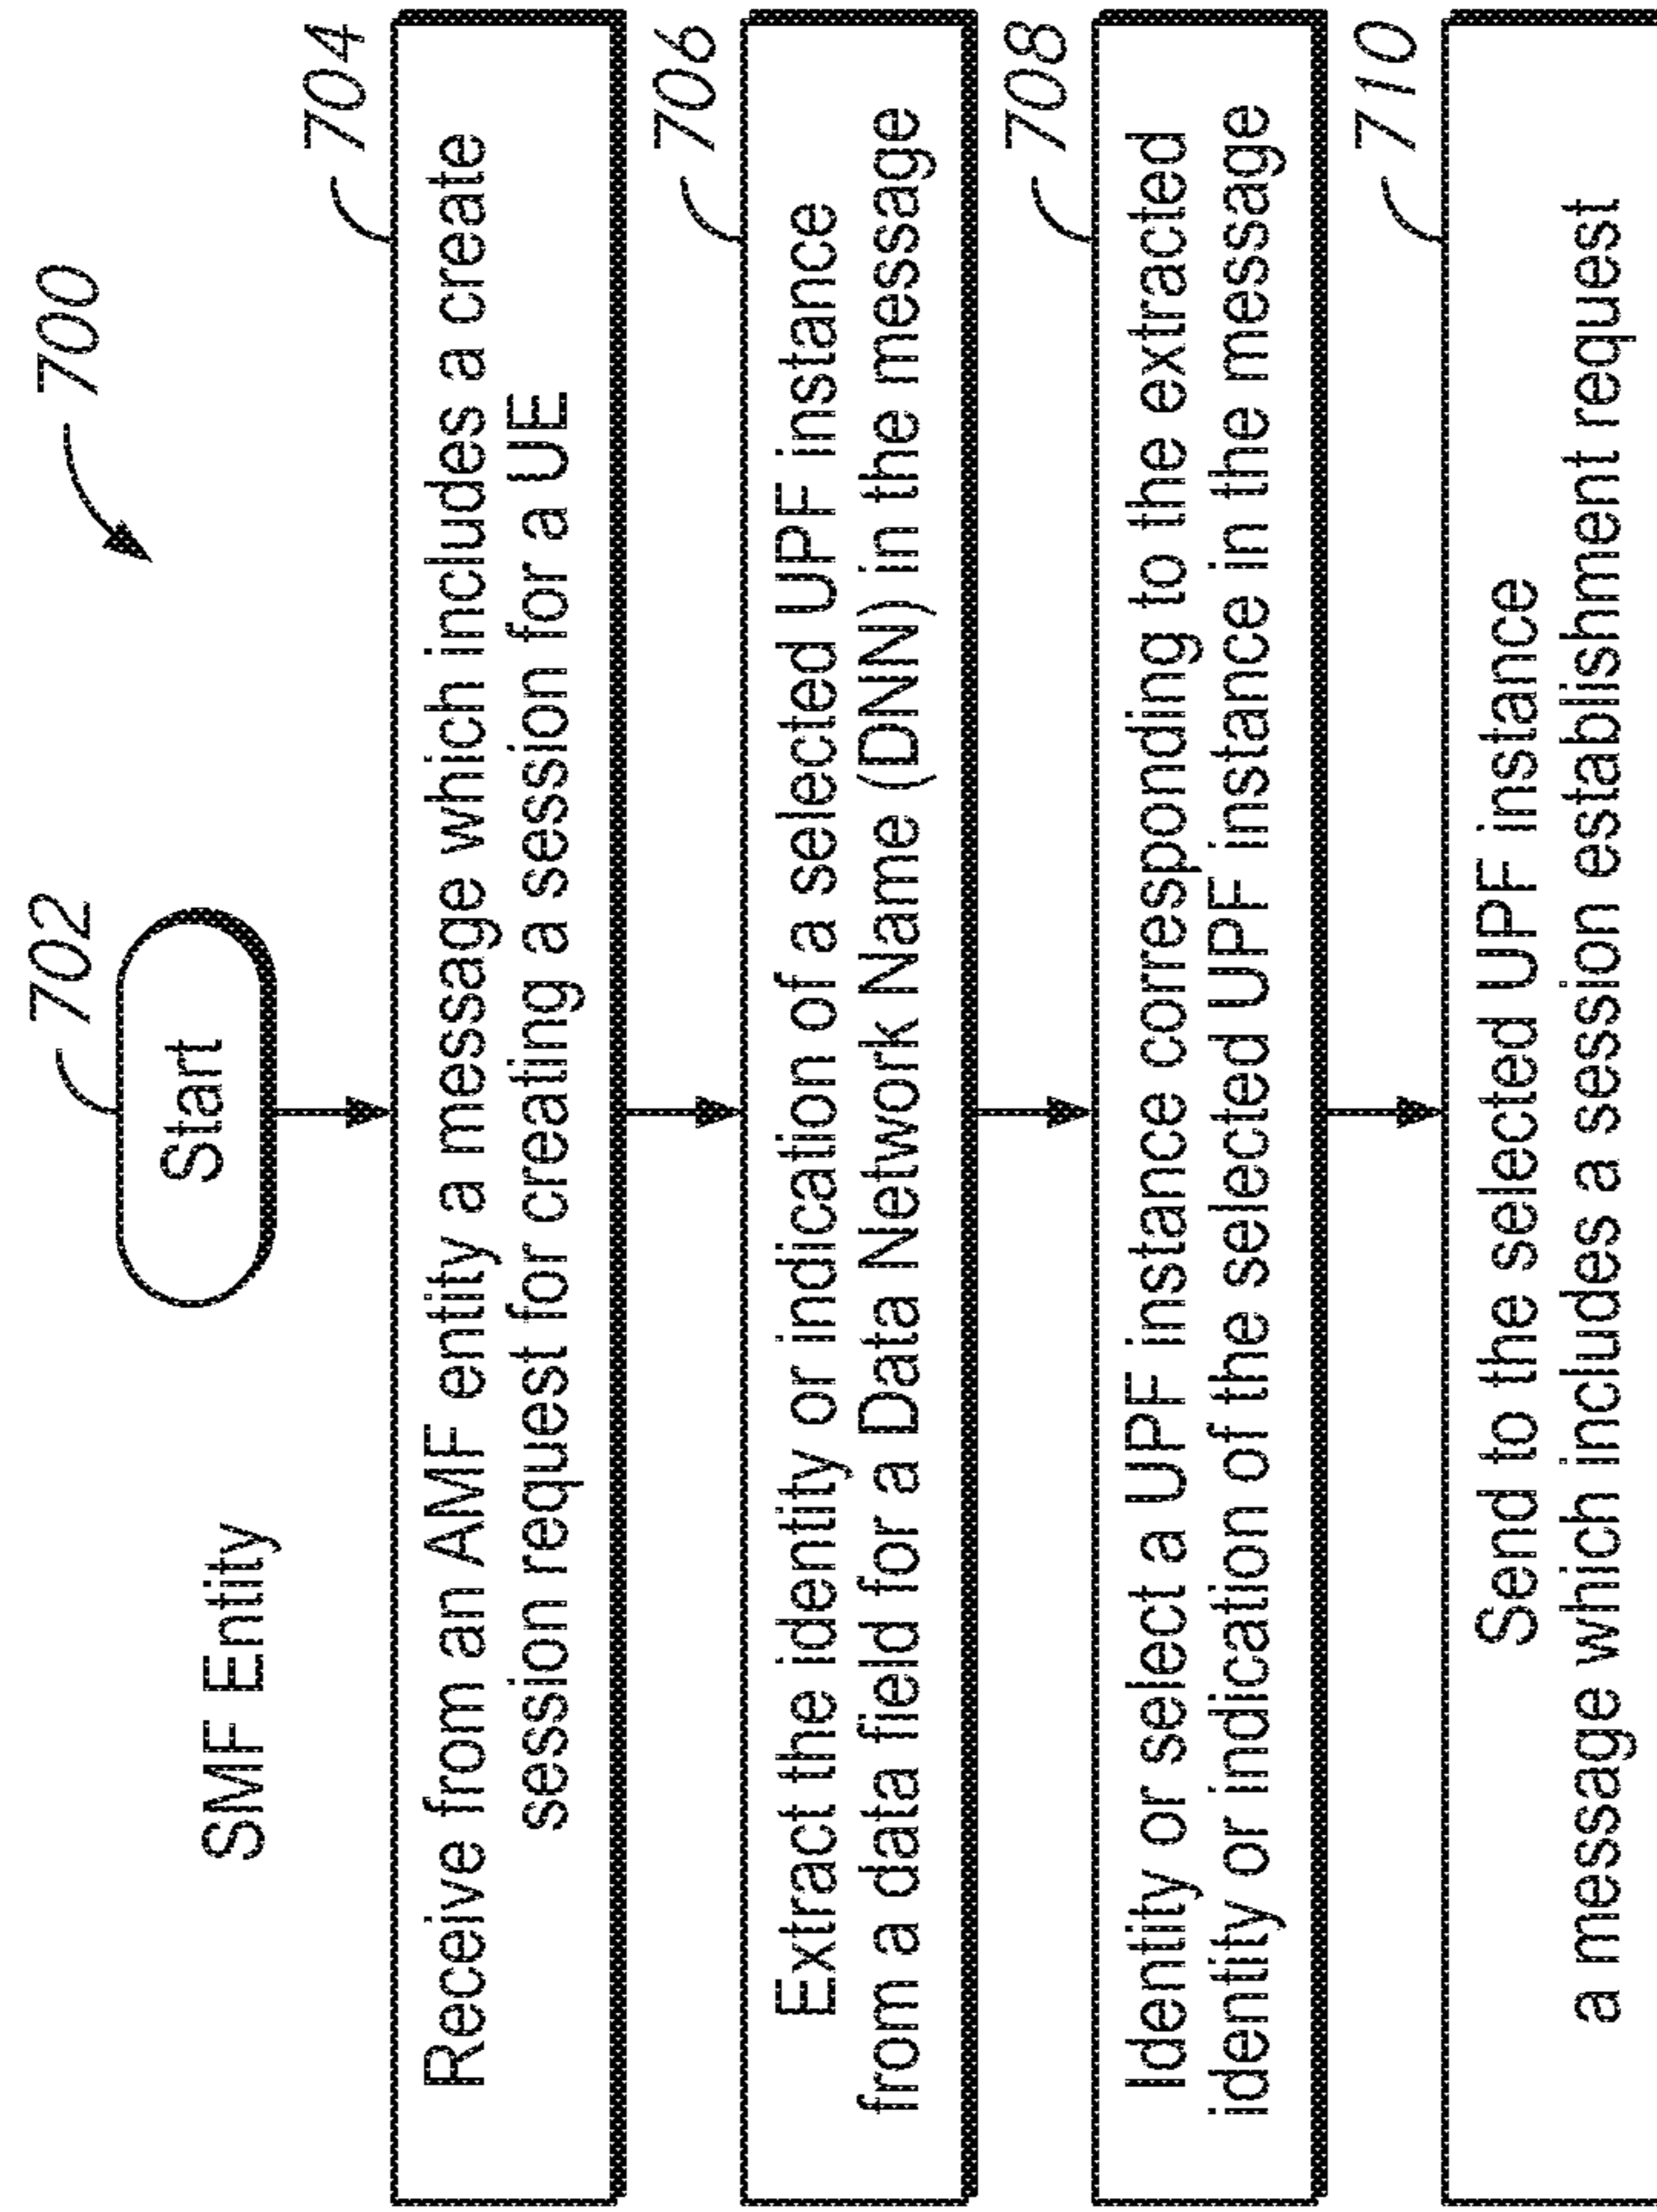 700
702
SMF Entity
Start
704
Receive from an AMF entity a message which includes a create
session request for creating a session for a UE
706
Extract the identity or indication of a selected UPF instance
from a data field for a Data Network Name (DNN) in the message
708
Identity or select a UPF instance corresponding to the extracted
identity or indication of the selected UPF instance in the message
710
Send to the selected UPF instance
a message which includes a session establishment request